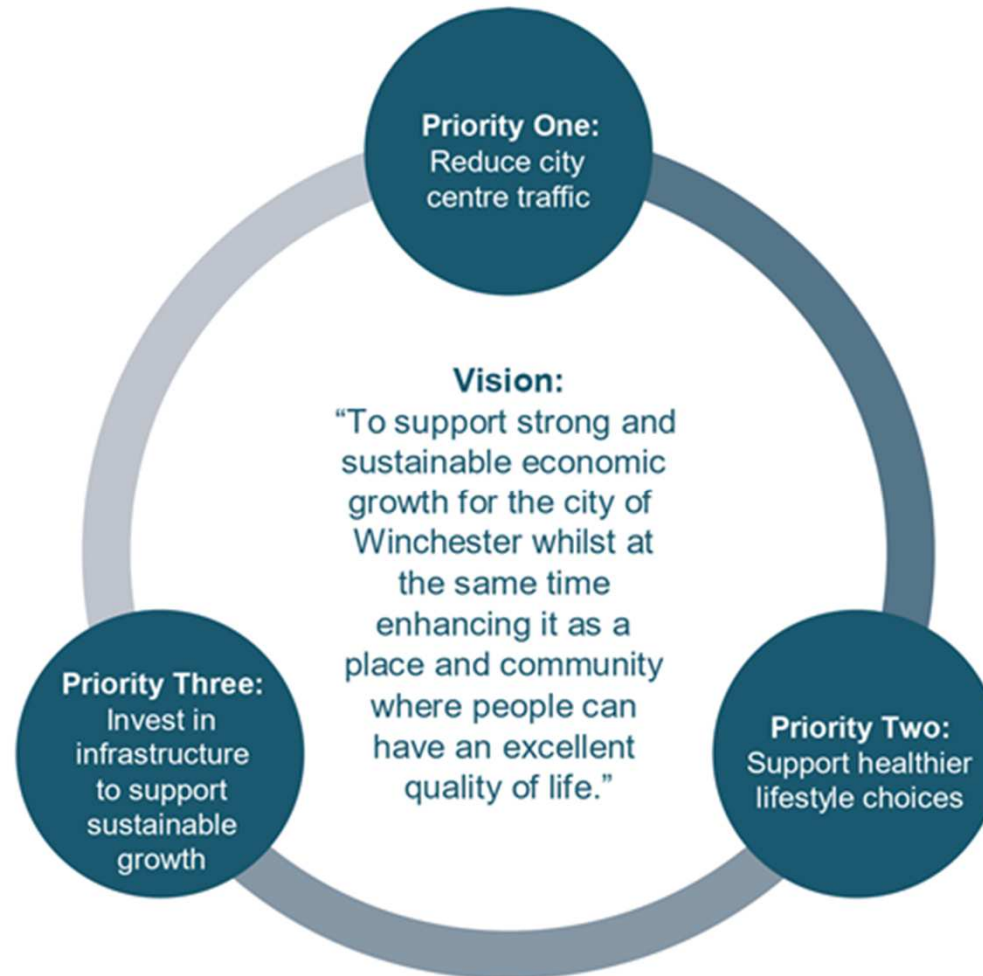 Priority One:
Reduce city
centre traffic
Vision:
“To support strong and
sustainable economic
growth for the city of
Winchester whilst at
the same time
enhancing it as a
place and community
where people can
have an excellent
quality of life.”
Priority Two:
Support healthier
lifestyle choices
Priority Three:
Invest in
infrastructure
to support
sustainable
growth